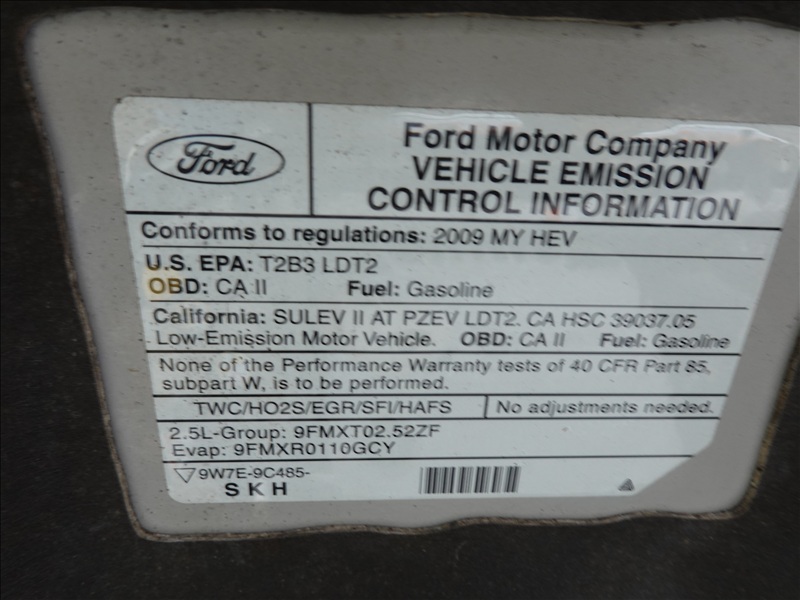 Ford
Ford Motor Company
VEHICLE EMISSION
CONTROL INFORMATION
Conforms to regulations: 2009 MY HEV
U.S. EPA: T2B3 LDT2
OBD: CA II Fuel: Gasoline
California: SULEV II AT PZEV LDT2. CA HSC 39037.05
Low-Emission Motor Vehicle. OBD: CA II Fuel: Gasoline
None of the Performance Warranty tests of 40 CFR Part 85,
subpart W, is to be performed.
TWC/HO2S/EGR/SFI/HAFS No adjustments needed.
2.5L-Group: 9FMXT02.52ZF
Evap: 9FMXR0110GCY
9W7E-9C485-
SKH